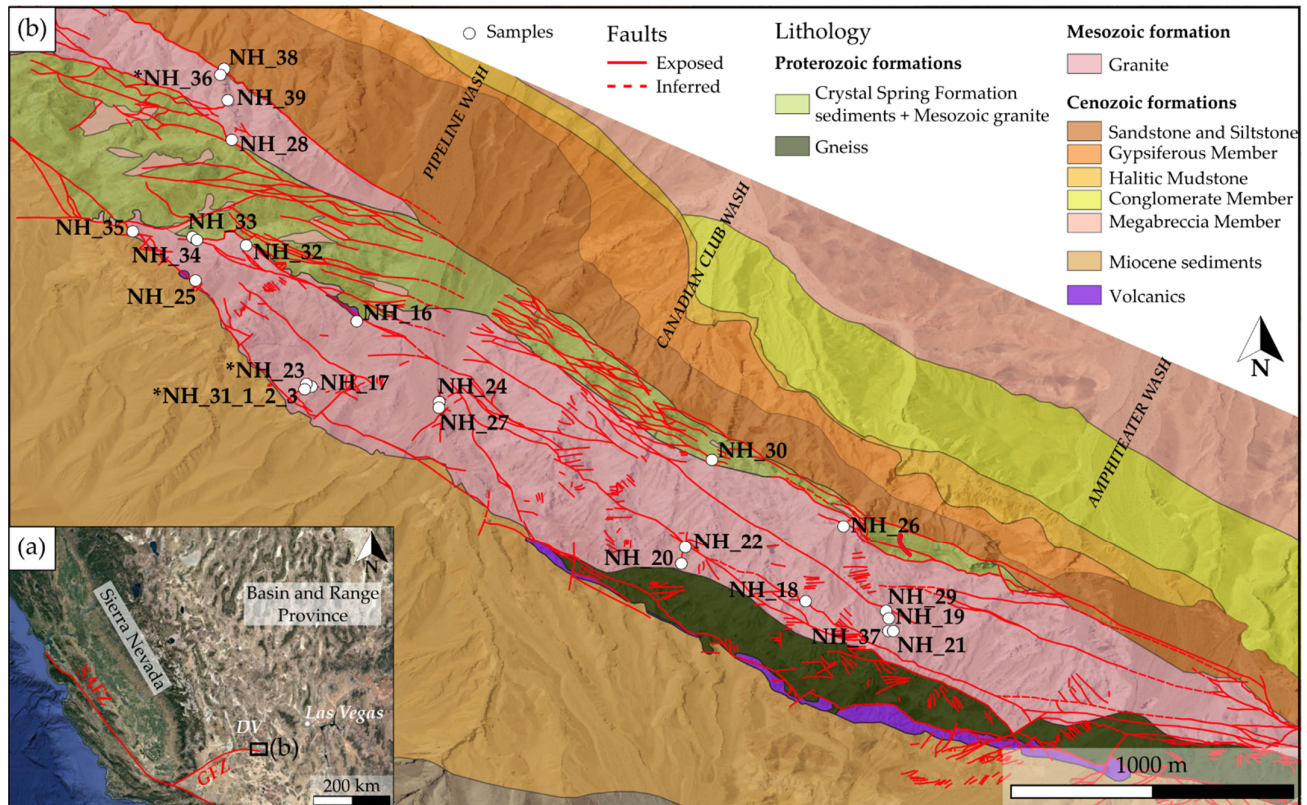 (b)
Samples
Faults
Exposed
Inferred
Lithology
Proterozoic formations
Crystal Spring Formation
sediments + Mesozoic granite
Gneiss
Mesozoic formation
Granite
Cenozoic formations
Sandstone and Siltstone
Gypsiferous Member
Halitic Mudstone
Conglomerate Member
Megabreccia Member
Miocene sediments
Volcanics
N
PIPELINE WASH
CANADIAN CLUB WASH
AMPHITEATER WASH
NH_38
*NH_36
NH_39
NH_28
NH_35
NH_33
NH_34
NH_32
NH_25
NH_16
*NH_23
NH_17
*NH_31_1_2_3
NH_24
NH_27
NH_30
NH_26
NH_22
NH_20
NH_18
NH_29
NH_19
NH_37
NH_21
1000 m
(a)
N
Sierra Nevada
Basin and Range
Province
SAFZ
GFZ
DV
Las Vegas
(b)
200 km